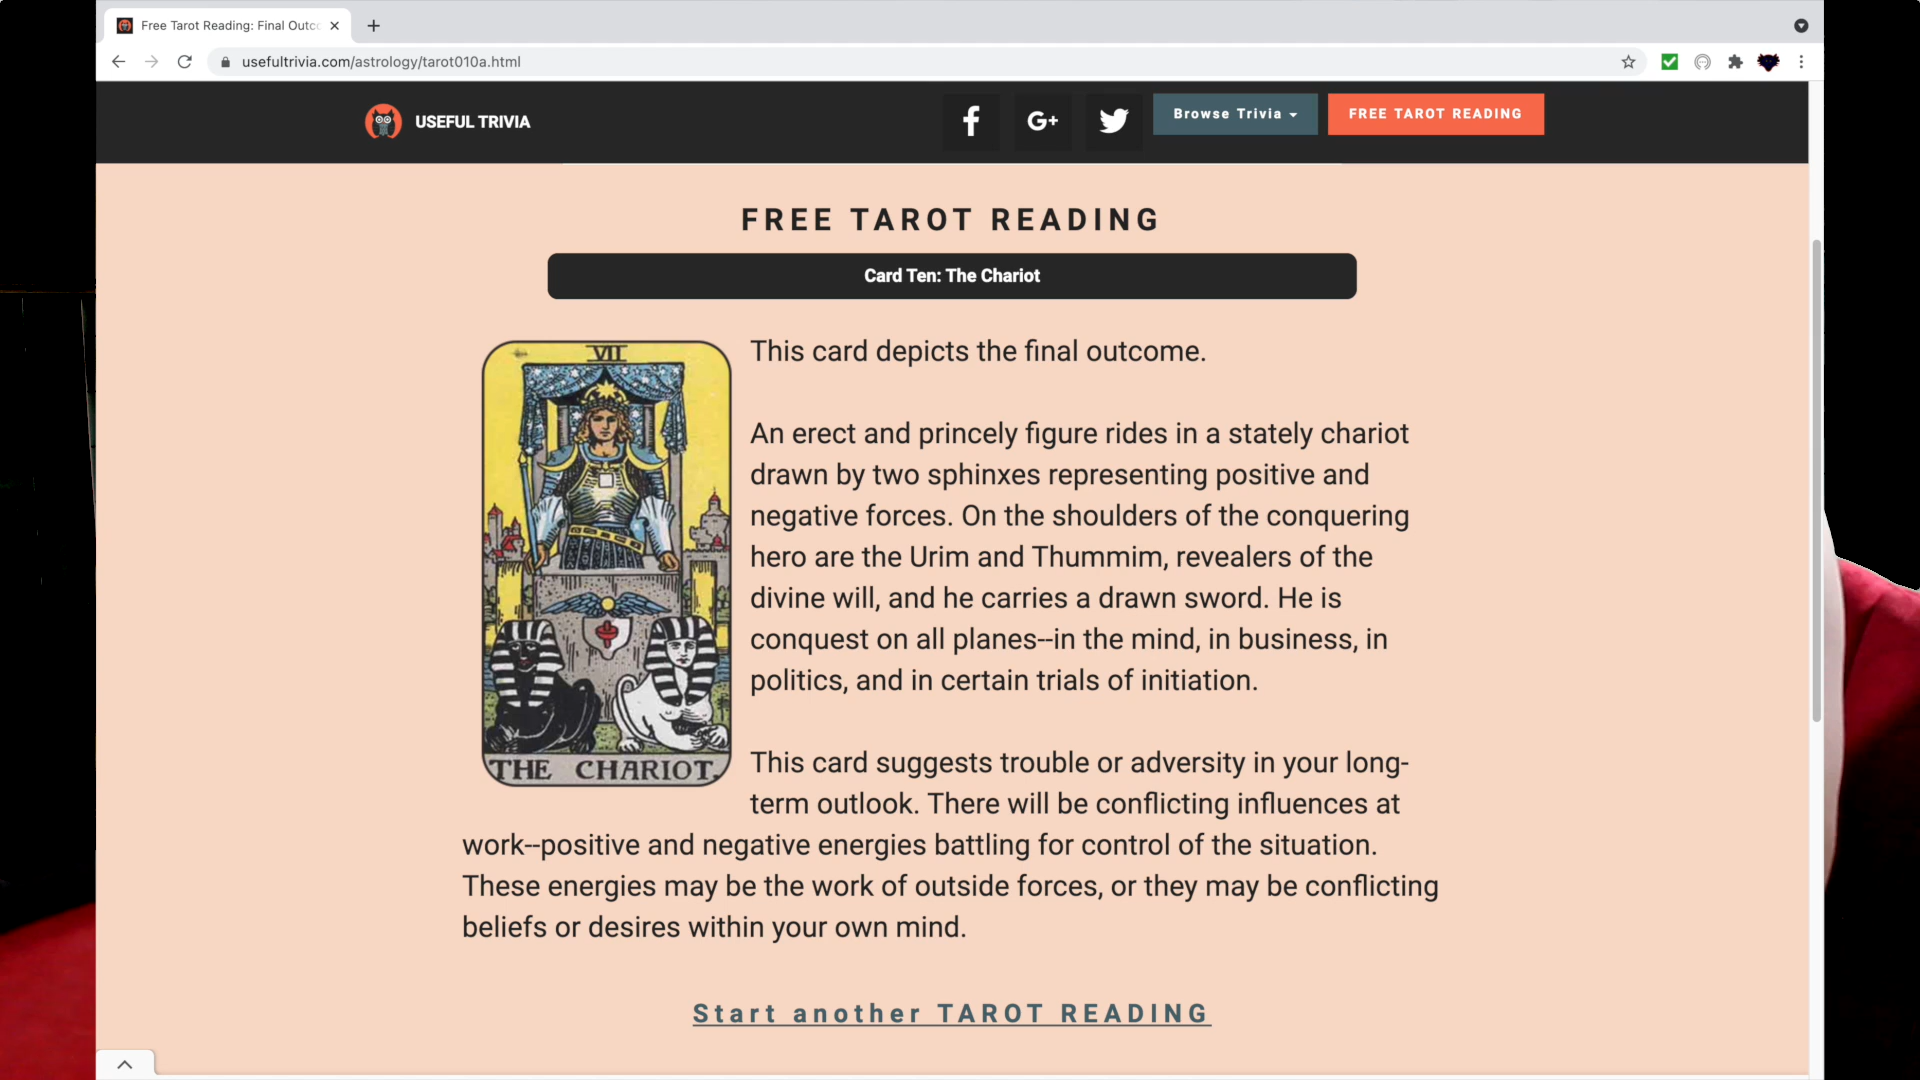 Free Tarot Reading: Final Outc
usefultrivia.com/astrology/tarot010a.html
USEFUL TRIVIA
G+
Browse Trivia
FREE TAROT READING
FREE TAROT READING
Card Ten: The Chariot
VII
THE CHARIOT.
This card depicts the final outcome.
An erect and princely figure rides in a stately chariot
drawn by two sphinxes representing positive and
negative forces. On the shoulders of the conquering
hero are the Urim and Thummim, revealers of the
divine will, and he carries a drawn sword. He is
conquest on all planes--in the mind, in business, in
politics, and in certain trials of initiation.
This card suggests trouble or adversity in your long-
term outlook. There will be conflicting influences at
work--positive and negative energies battling for control of the situation.
These energies may be the work of outside forces, or they may be conflicting
beliefs or desires within your own mind.
Start another TAROT READING